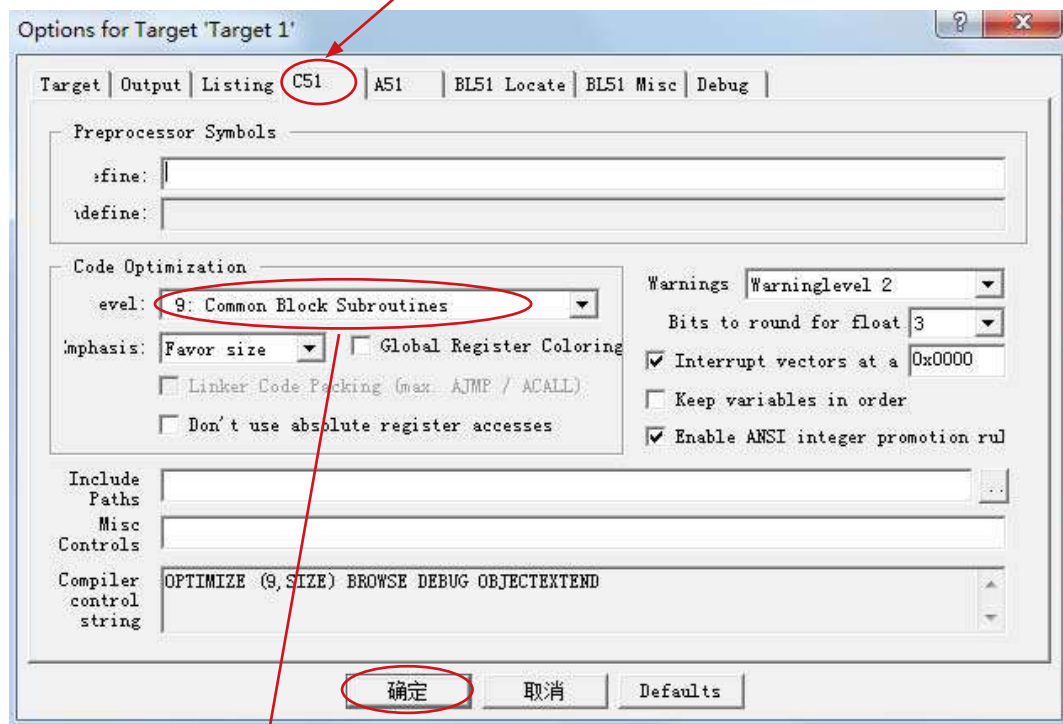 Options for Target 'Target 1'
Target Output Listing C51 A51 BL51 Locate BL51 Misc Debug
Preprocessor Symbols
efine:
define:
Code Optimization
evel: 9: Common Block Subroutines
mphasis: Favor size Global Register Coloring
Linker Code Packing (max. AJMP / ACALL)
Don't use absolute register accesses
Warnings Warninglevel 2
Bits to round for float 3
Interrupt vectors at a 0x0000
Keep variables in order
Enable ANSI integer promotion rul
Include
Paths
Misc
Controls
Compiler
control
string
OPTIMIZE (9,SIZE) BROWSE DEBUG OBJECTEXTEND
确定 取消 Defaults